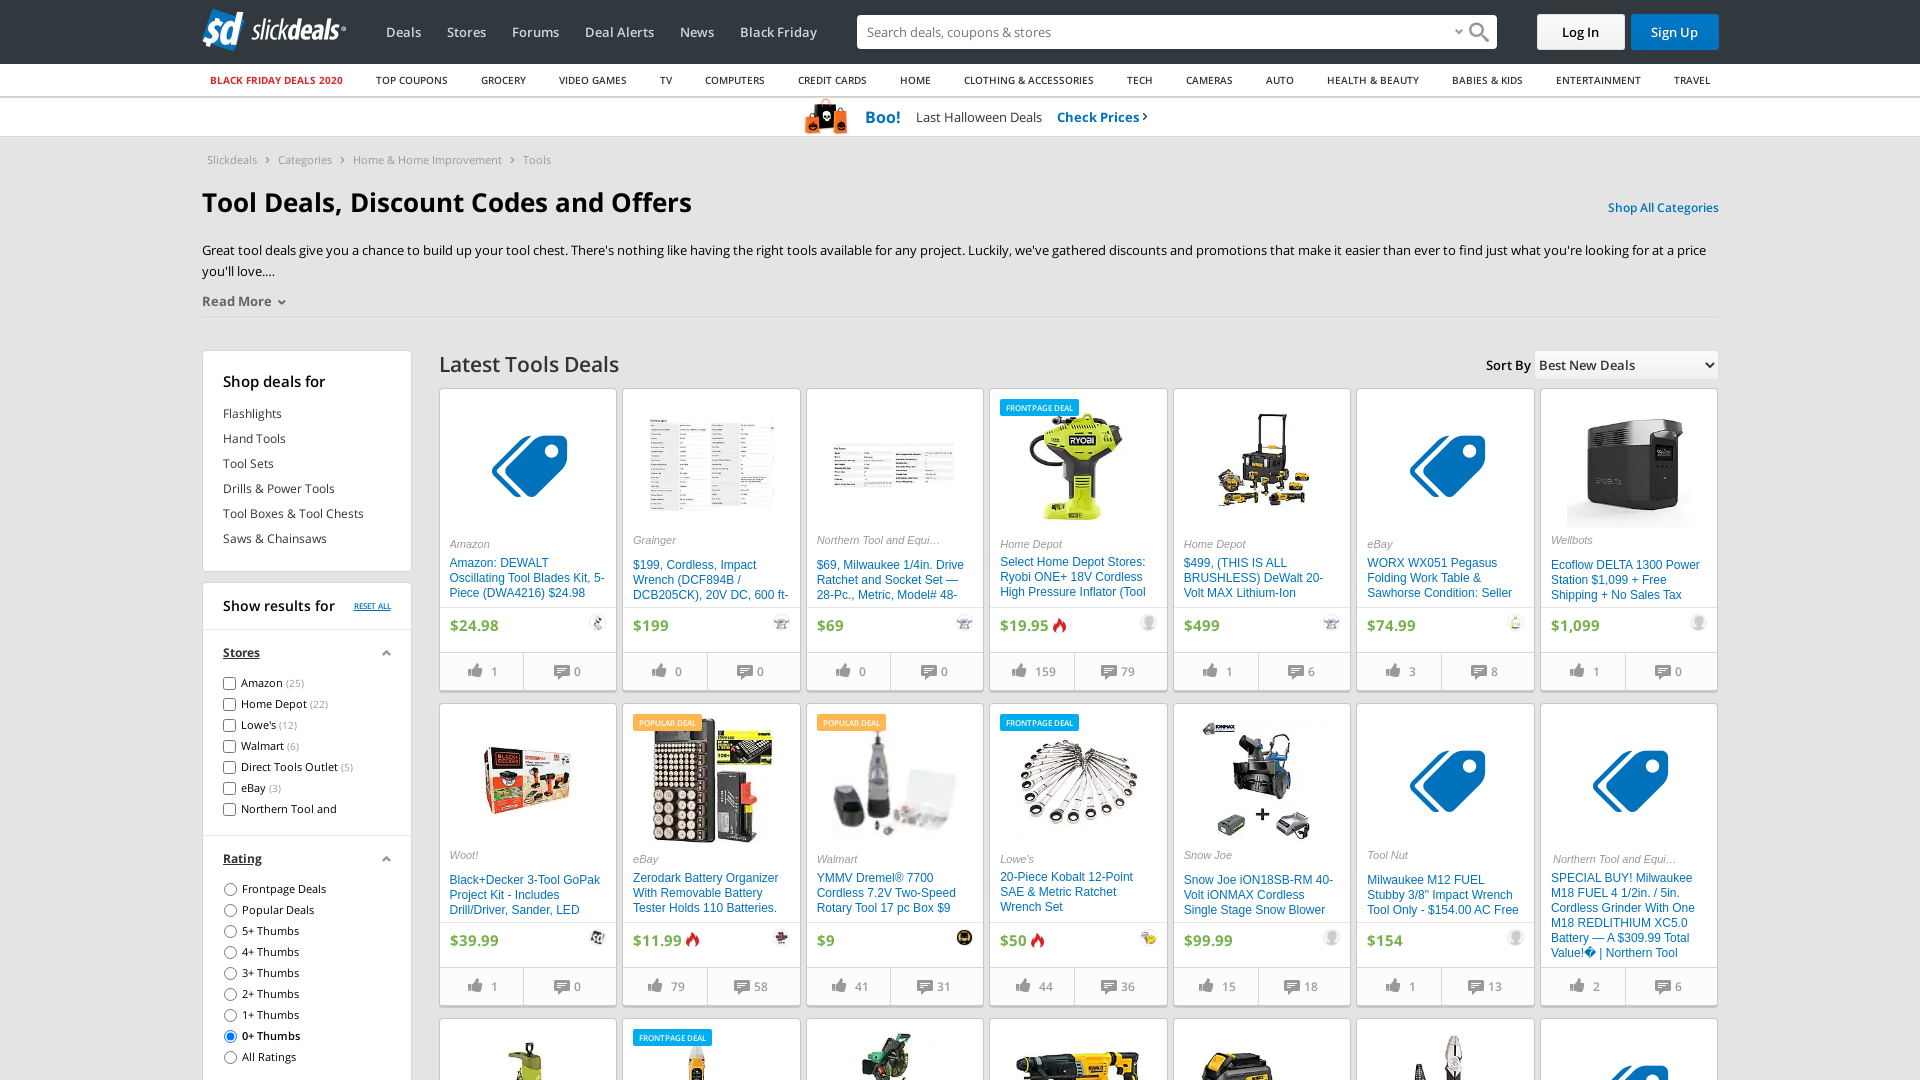 slickdeals
Deals
Stores
Forums
Deal Alerts
News
Black Friday
Search deals, coupons & stores
Log In
Sign Up
BLACK FRIDAY DEALS 2020
TOP COUPONS
GROCERY
VIDEO GAMES
TV
COMPUTERS
CREDIT CARDS
HOME
CLOTHING & ACCESSORIES
TECH
CAMERAS
AUTO
HEALTH & BEAUTY
BABIES & KIDS
ENTERTAINMENT
TRAVEL
Boo! Last Halloween Deals Check Prices
Slickdeals > Categories > Home & Home Improvement > Tools
Tool Deals, Discount Codes and Offers
Shop All Categories
Great tool deals give you a chance to build up your tool chest. There's nothing like having the right tools available for any project. Luckily, we've gathered discounts and promotions that make it easier than ever to find just what you're looking for at a price
you'll love....
Read More
Shop deals for
Flashlights
Hand Tools
Tool Sets
Drills & Power Tools
Tool Boxes & Tool Chests
Saws & Chainsaws
Show results for RESET ALL
Stores
Amazon (25)
Home Depot (22)
Lowe's (12)
Walmart (6)
Direct Tools Outlet (5)
eBay (3)
Northern Tool and
Rating
Frontpage Deals
Popular Deals
5+ Thumbs
4+ Thumbs
3+ Thumbs
2+ Thumbs
1+ Thumbs
0+ Thumbs
All Ratings
Latest Tools Deals
Sort By Best New Deals
Amazon
Amazon: DEWALT
Oscillating Tool Blades Kit, 5-
Piece (DWA4216) $24.98
$24.98
1 0
Grainger
$199, Cordless, Impact
Wrench (DCF894B /
DCB205CK), 20V DC, 600 ft-
$199
0 0
Northern Tool and Equi...
$69, Milwaukee 1/4in. Drive
Ratchet and Socket Set —
28-Pc., Metric, Model# 48-
$69
0 0
FRONTPAGE DEAL
RYOBI
Home Depot
Select Home Depot Stores:
Ryobi ONE+ 18V Cordless
High Pressure Inflator (Tool
$19.95
159 79
Home Depot
$499, (THIS IS ALL
BRUSHLESS) DeWalt 20-
Volt MAX Lithium-Ion
$499
1 6
eBay
WORX WX051 Pegasus
Folding Work Table &
Sawhorse Condition: Seller
$74.99
3 8
Wellbots
Ecoflow DELTA 1300 Power
Station $1,099 + Free
Shipping + No Sales Tax
$1,099
1 0
Woot!
Black+Decker 3-Tool GoPak
Project Kit - Includes
Drill/Driver, Sander, LED
$39.99
1 0
POPULAR DEAL
eBay
Zerodark Battery Organizer
With Removable Battery
Tester Holds 110 Batteries.
$11.99
79 58
POPULAR DEAL
Walmart
YMMV Dremel® 7700
Cordless 7.2V Two-Speed
Rotary Tool 17 pc Box $9
$9
41 31
FRONTPAGE DEAL
Lowe's
20-Piece Kobalt 12-Point
SAE & Metric Ratchet
Wrench Set
$50
44 36
IONMAX
Snow Joe
Snow Joe iON18SB-RM 40-
Volt iONMAX Cordless
Single Stage Snow Blower
$99.99
15 18
Tool Nut
Milwaukee M12 FUEL
Stubby 3/8" Impact Wrench
Tool Only - $154.00 AC Free
$154
1 13
Northern Tool and Equi...
SPECIAL BUY! Milwaukee
M18 FUEL 4 1/2in. / 5in.
Cordless Grinder With One
M18 REDLITHIUM XC5.0
Battery — A $309.99 Total
Value!� | Northern Tool
2 6
FRONTPAGE DEAL